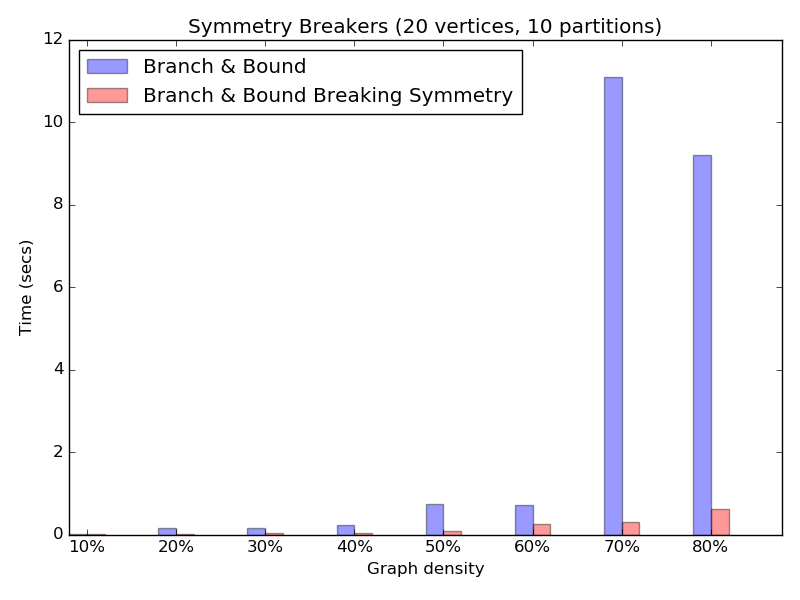 Symmetry Breakers (20 vertices, 10 partitions)
Branch & Bound
Branch & Bound Breaking Symmetry
12
10
8
6
4
2
0
Time (secs)
10% 20% 30% 40% 50% 60% 70% 80%
Graph density